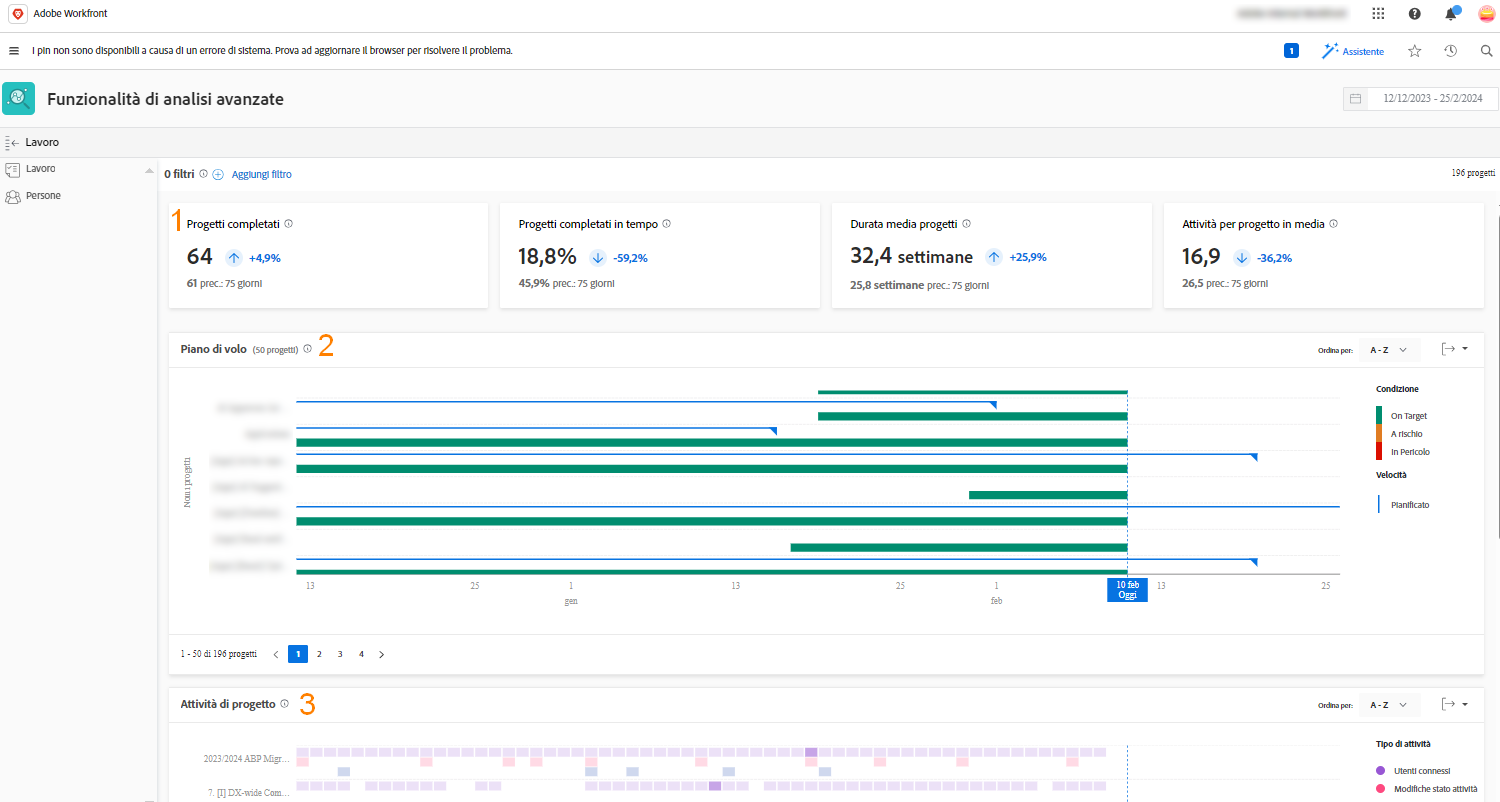 Adobe Workfront
I pin non sono disponibili a causa di un errore di sistema. Prova ad aggiornare il browser per risolvere il problema.
1
Assistente
Funzionalità di analisi avanzate
12/12/2023 - 25/2/2024
Lavoro
Lavoro
Persone
0 filtri
Aggiungi filtro
196 progetti
1
Progetti completati
64
+4,9%
61 prec.: 75 giorni
Progetti completati in tempo
18,8%
-59,2%
45,9% prec.: 75 giorni
Durata media progetti
32,4 settimane
+25,9%
25,8 settimane prec.: 75 giorni
Attività per progetto in media
16,9
-36,2%
26,5 prec.: 75 giorni
Piano di volo (50 progetti)
2
Ordina per:
A - Z
Nomi progetti
Condizione
On Target
A rischio
In Pericolo
Velocità
Pianificato
13 25 1 13 25 1 10 feb 13 25
gen feb Oggi
1 - 50 di 196 progetti
1 2 3 4
Attività di progetto
3
Ordina per:
A - Z
2023/2024 ABP Migr...
7. [I] DX-wide Com...
Tipo di attività
Utenti connessi
Modifiche stato attività